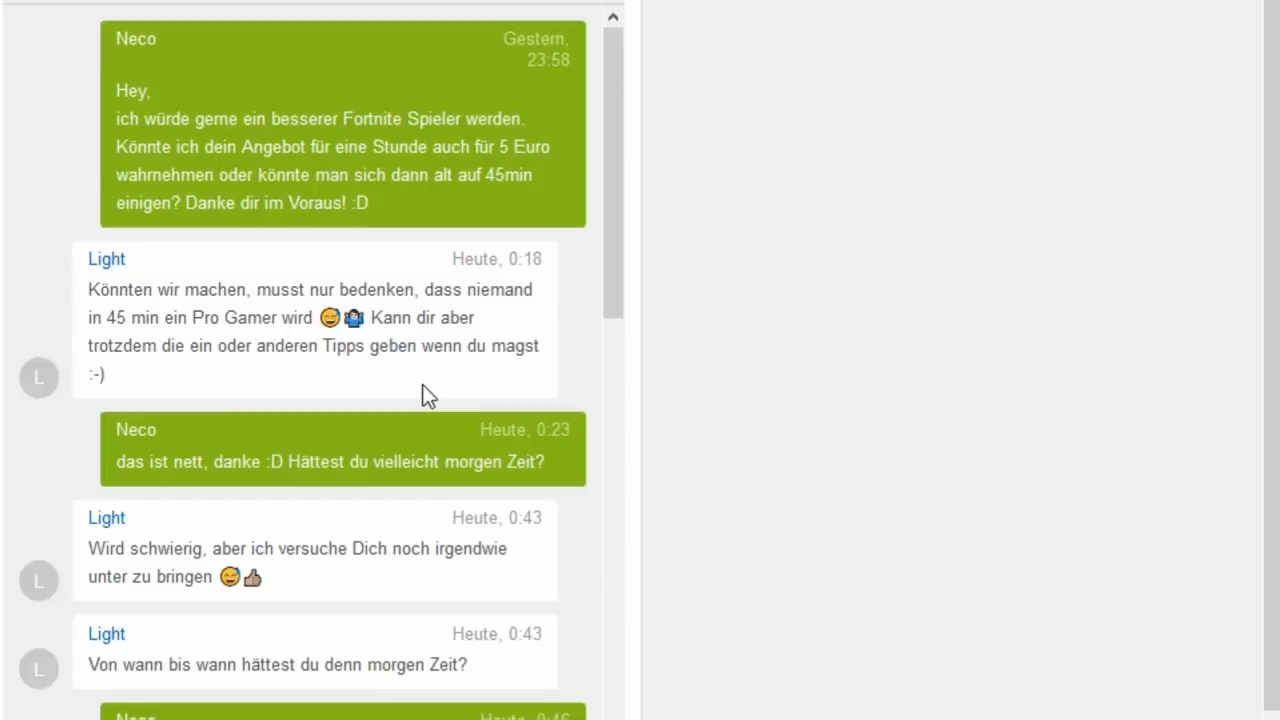 Neco
Gestern,
23:58
Hey,
ich würde gerne ein besserer Fortnite Spieler werden.
Könnte ich dein Angebot für eine Stunde auch für 5 Euro
wahrnehmen oder könnte man sich dann alt auf 45min
einigen? Danke dir im Voraus! :D
Light Heute, 0:18
Könnten wir machen, musst nur bedenken, dass niemand
in 45 min ein Pro Gamer wird 😅🤷 Kann dir aber
trotzdem die ein oder anderen Tipps geben wenn du magst
:-)
L
Neco Heute, 0:23
das ist nett, danke :D Hättest du vielleicht morgen Zeit?
Light Heute, 0:43
Wird schwierig, aber ich versuche Dich noch irgendwie
unter zu bringen 😅👍
L
Light Heute, 0:43
Von wann bis wann hättest du denn morgen Zeit?
L
Neco Heute, 0:46